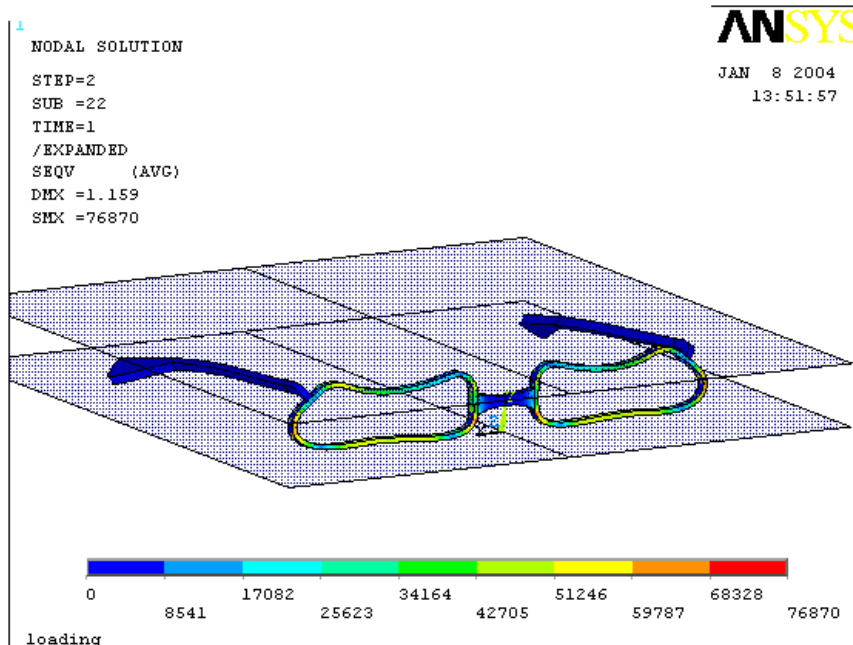 1
NODAL SOLUTION
STEP=2
SUB =22
TIME=1
/EXPANDED
SEQV (AVG)
DMX =1.159
SMX =76870
ANSYS
JAN 8 2004
13:51:57
0 17082 34164 51246 68328
8541 25623 42705 59787 76870
loading